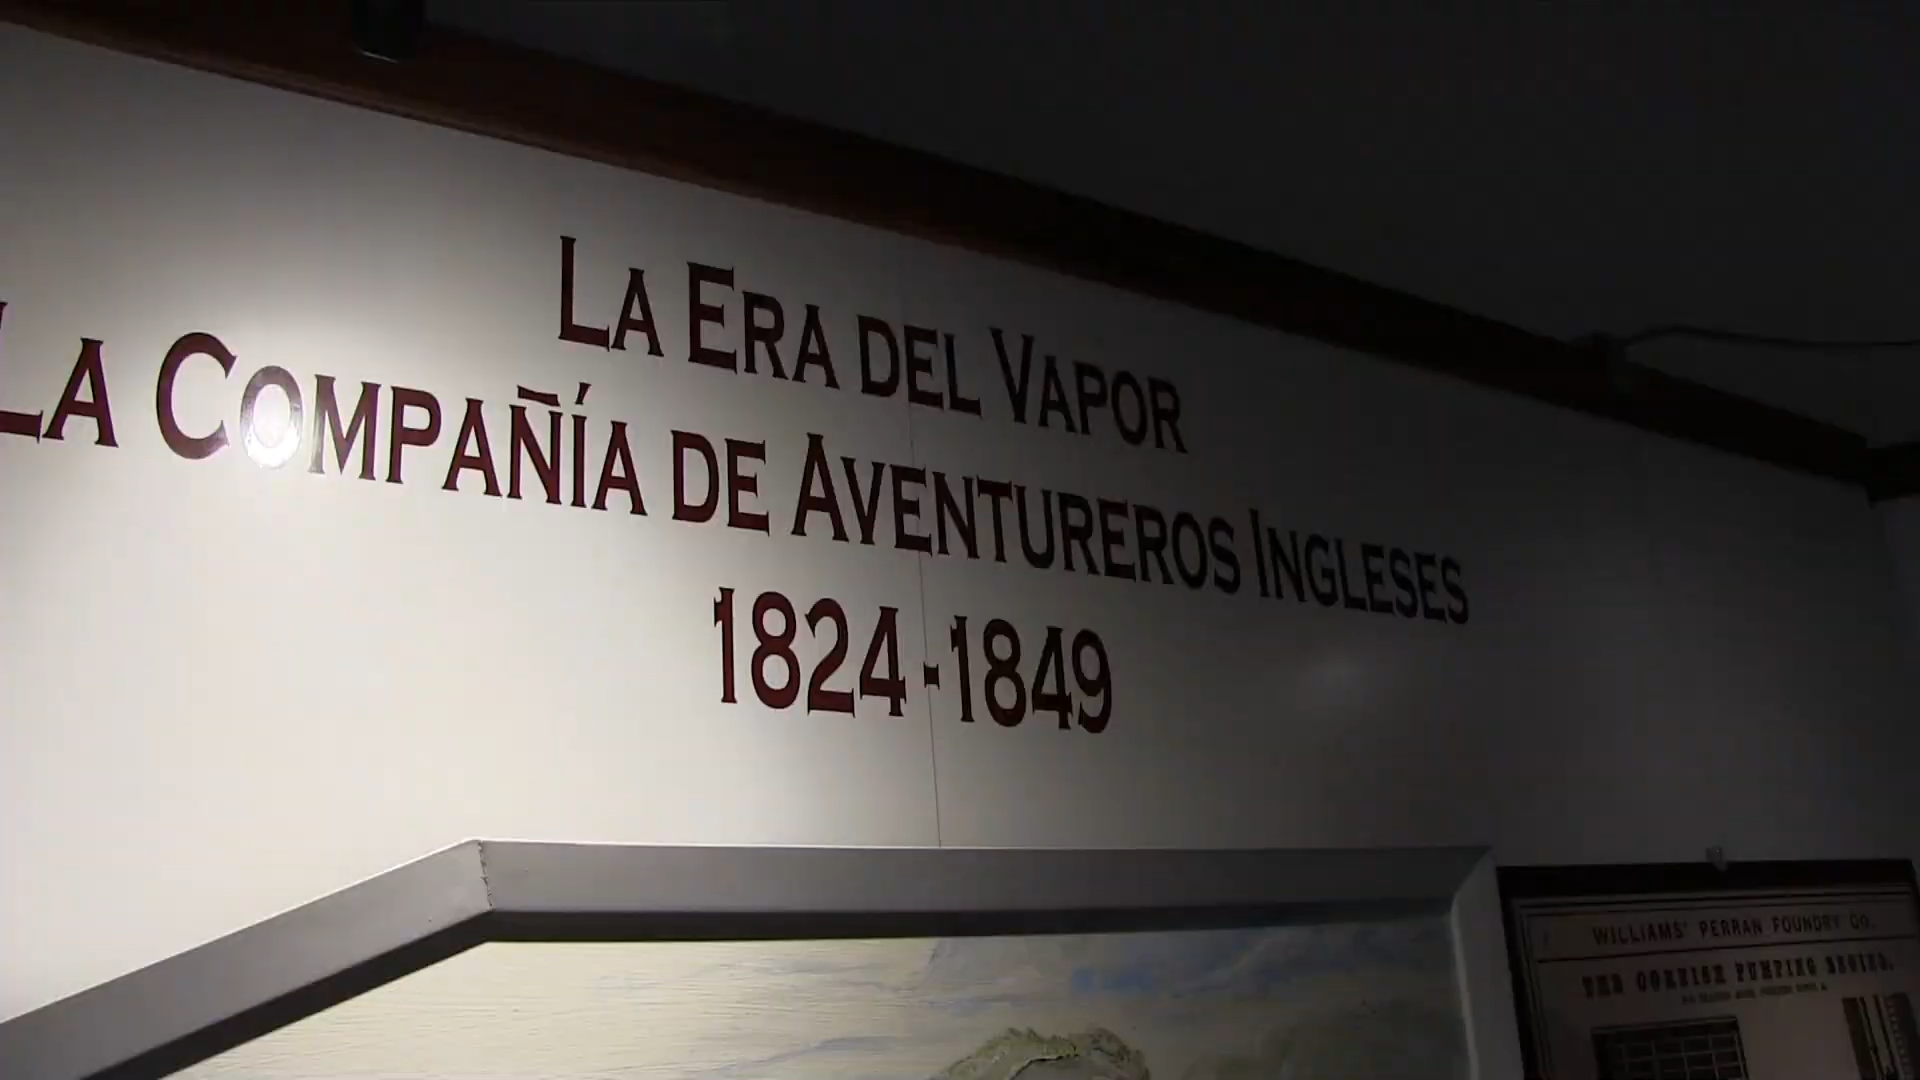 La Era del Vapor
La Compañía de Aventureros Ingleses
1824-1849
WILLIAMS' PERRAN FOUNDRY CO.
THE CORNISH PUMPING ENGINE.